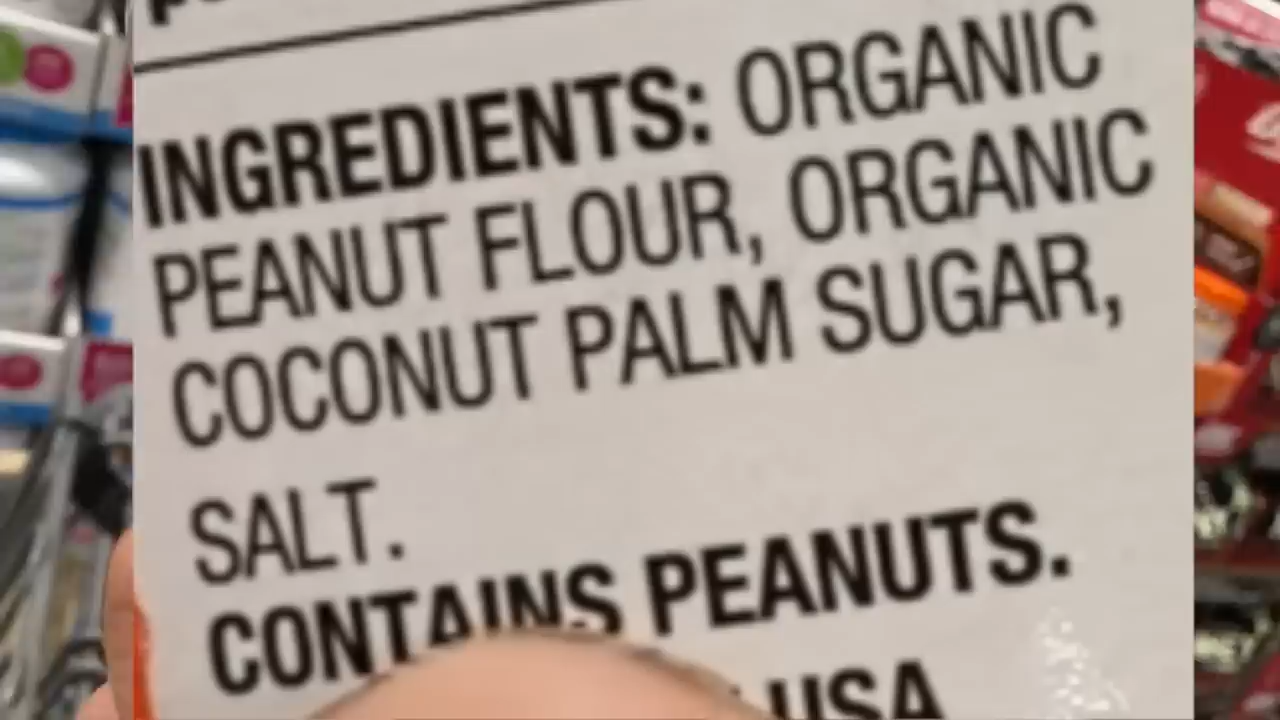 INGREDIENTS: ORGANIC
PEANUT FLOUR, ORGANIC
COCONUT PALM SUGAR,
SALT.
CONTAINS PEANUTS.
USA